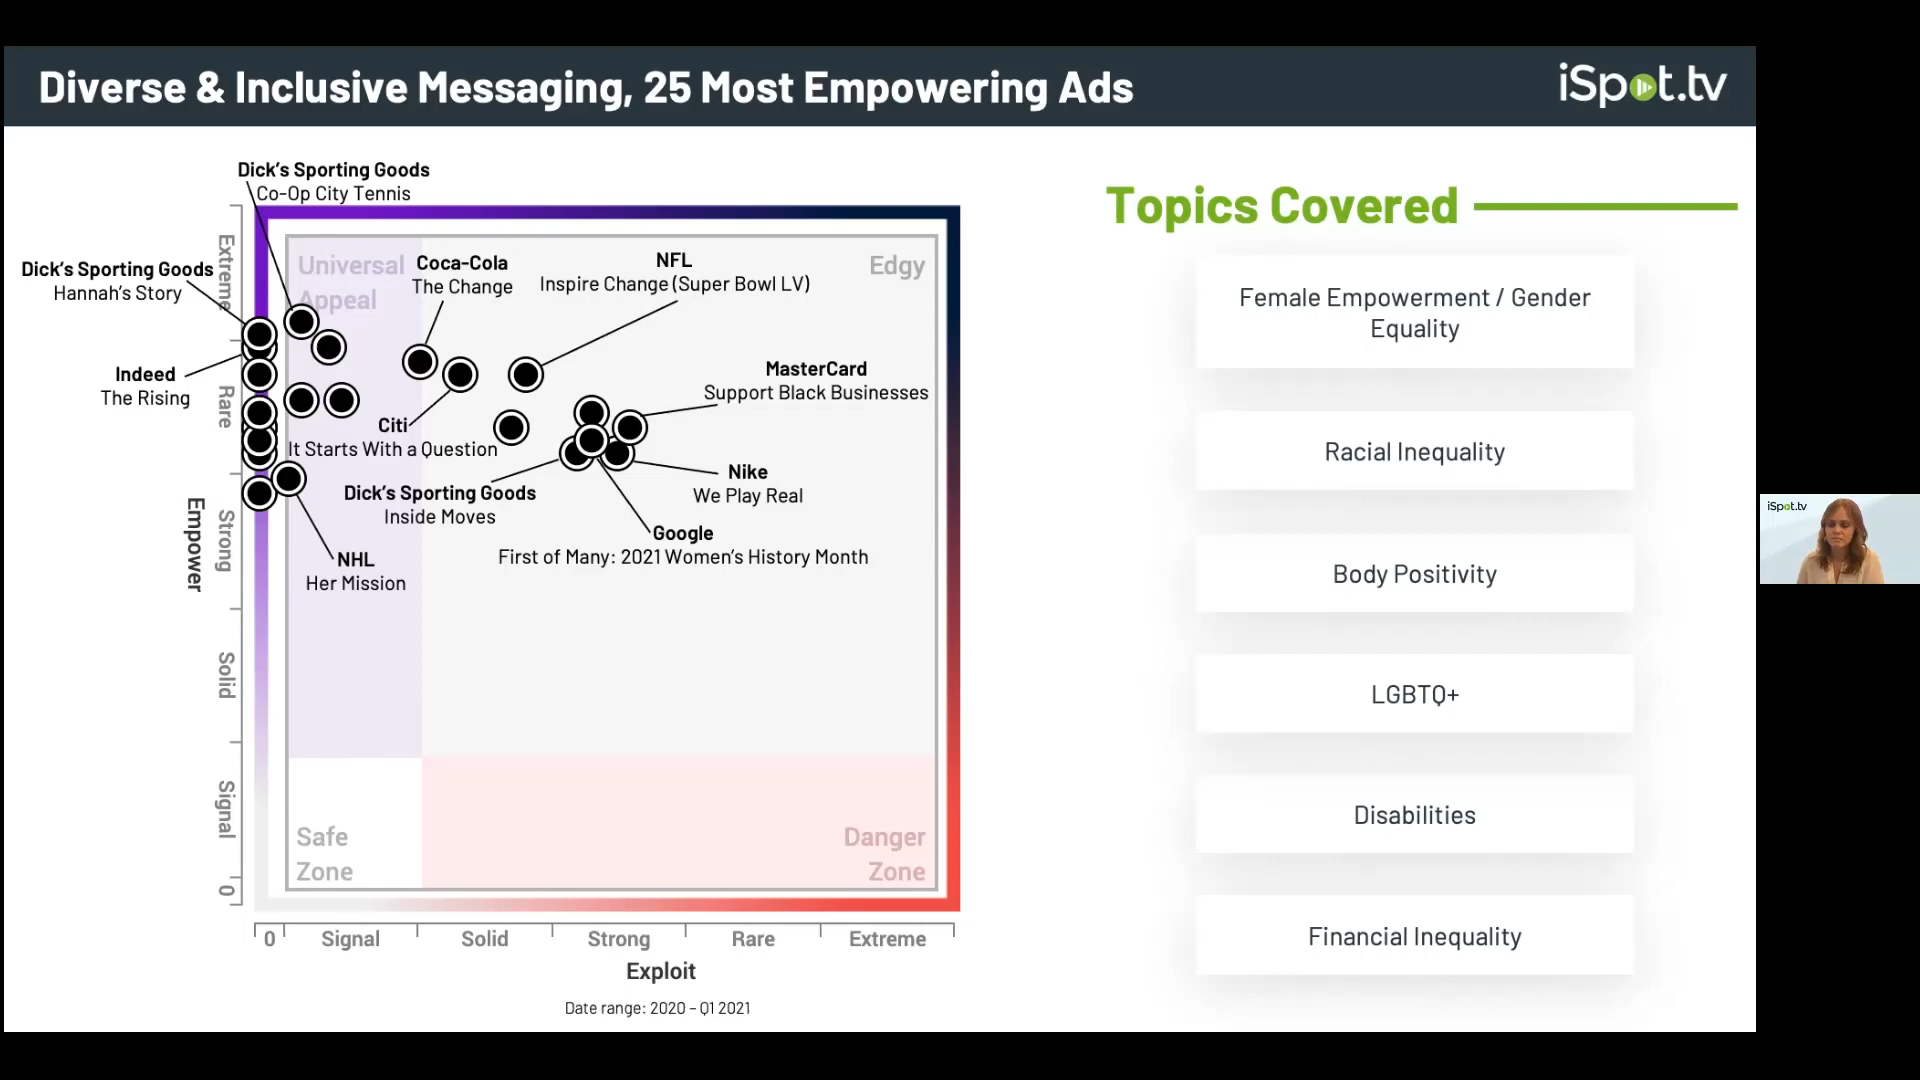 Diverse & Inclusive Messaging, 25 Most Empowering Ads
iSpot.tv
Dick's Sporting Goods
Co-Op City Tennis
Dick's Sporting Goods
Hannah's Story
Indeed
The Rising
Universal
Appeal
Coca-Cola
The Change
NFL
Inspire Change (Super Bowl LV)
Edgy
MasterCard
Support Black Businesses
Citi
It Starts With a Question
Dick's Sporting Goods
Inside Moves
Nike
We Play Real
Google
First of Many: 2021 Women's History Month
NHL
Her Mission
Safe
Zone
Danger
Zone
Empower
Extreme
Rare
Strong
Solid
Signal
0
0
Signal
Solid
Strong
Rare
Extreme
Exploit
Date range: 2020 – Q1 2021
Topics Covered
Female Empowerment / Gender
Equality
Racial Inequality
Body Positivity
LGBTQ+
Disabilities
Financial Inequality
iSpot.tv